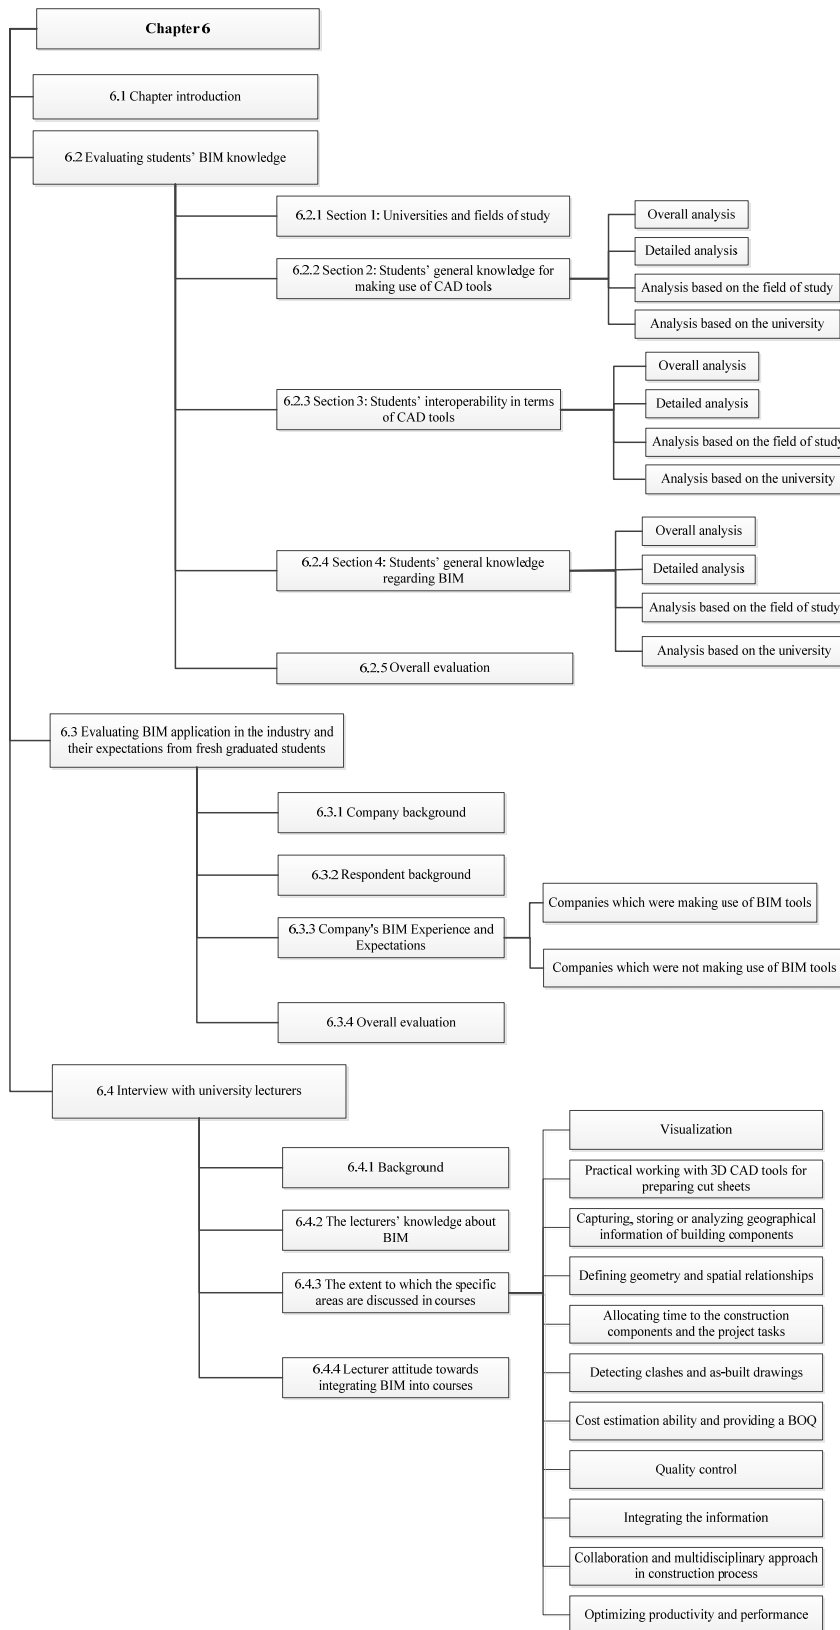 Chapter 6
6.1 Chapter introduction
6.2 Evaluating students' BIM knowledge
6.2.1 Section 1: Universities and fields of study
6.2.2 Section 2: Students' general knowledge for
making use of CAD tools
Overall analysis
Detailed analysis
Analysis based on the field of study
Analysis based on the university
6.2.3 Section 3: Students' interoperability in terms
of CAD tools
Overall analysis
Detailed analysis
Analysis based on the field of study
Analysis based on the university
6.2.4 Section 4: Students' general knowledge
regarding BIM
Overall analysis
Detailed analysis
Analysis based on the field of study
Analysis based on the university
6.2.5 Overall evaluation
6.3 Evaluating BIM application in the industry and
their expectations from fresh graduated students
6.3.1 Company background
6.3.2 Respondent background
6.3.3 Company's BIM Experience and
Expectations
Companies which were making use of BIM tools
Companies which were not making use of BIM tools
6.3.4 Overall evaluation
6.4 Interview with university lecturers
6.4.1 Background
6.4.2 The lecturers' knowledge about
BIM
6.4.3 The extent to which the specific
areas are discussed in courses
6.4.4 Lecturer attitude towards
integrating BIM into courses
Visualization
Practical working with 3D CAD tools for
preparing cut sheets
Capturing, storing or analyzing geographical
information of building components
Defining geometry and spatial relationships
Allocating time to the construction
components and the project tasks
Detecting clashes and as-built drawings
Cost estimation ability and providing a BOQ
Quality control
Integrating the information
Collaboration and multidisciplinary approach
in construction process
Optimizing productivity and performance